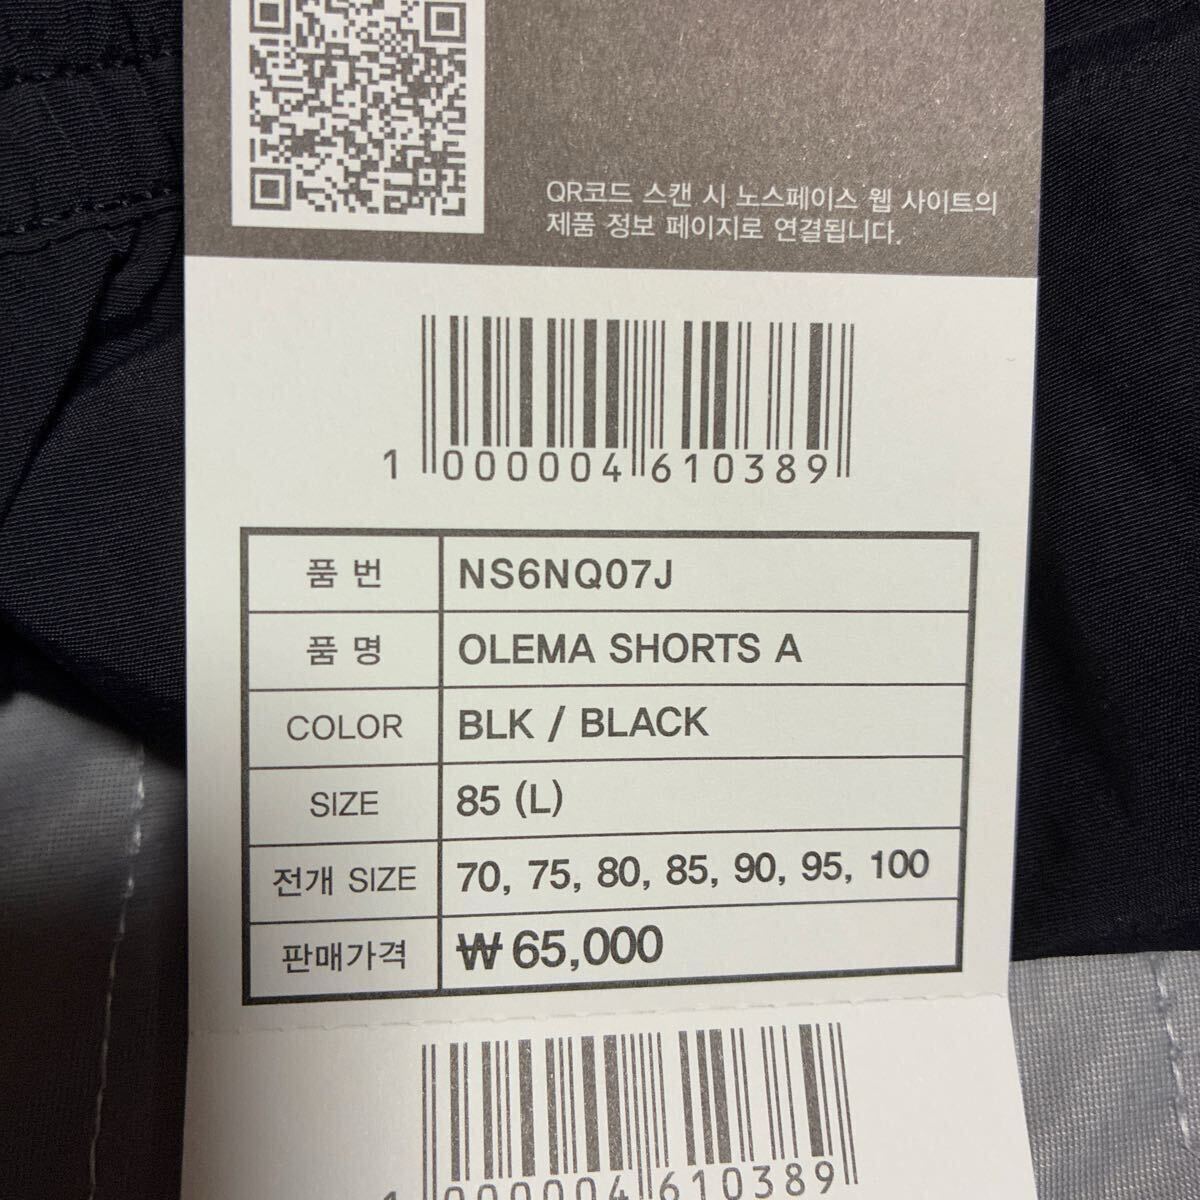 QR코드 스캔 시 노스페이스 웹 사이트의
제품 정보 페이지로 연결됩니다.
1 000004 610389
품 번 NS6NQ07J
품 명 OLEMA SHORTS A
COLOR BLK / BLACK
SIZE 85 (L)
전개 SIZE 70, 75, 80, 85, 90, 95, 100
판매가격 ₩ 65,000
1 000004 610389